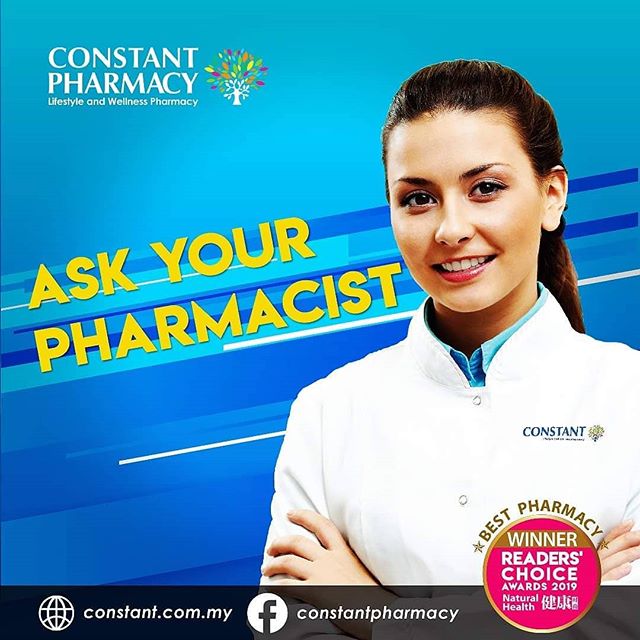 CONSTANT
PHARMACY
Lifestyle and Wellness Pharmacy
ASK YOUR
PHARMACIST
CONSTANT
BEST PHARMACY
WINNER
READERS'
CHOICE
AWARDS 2019
Natural
Health 健康
constant.com.my
constantpharmacy